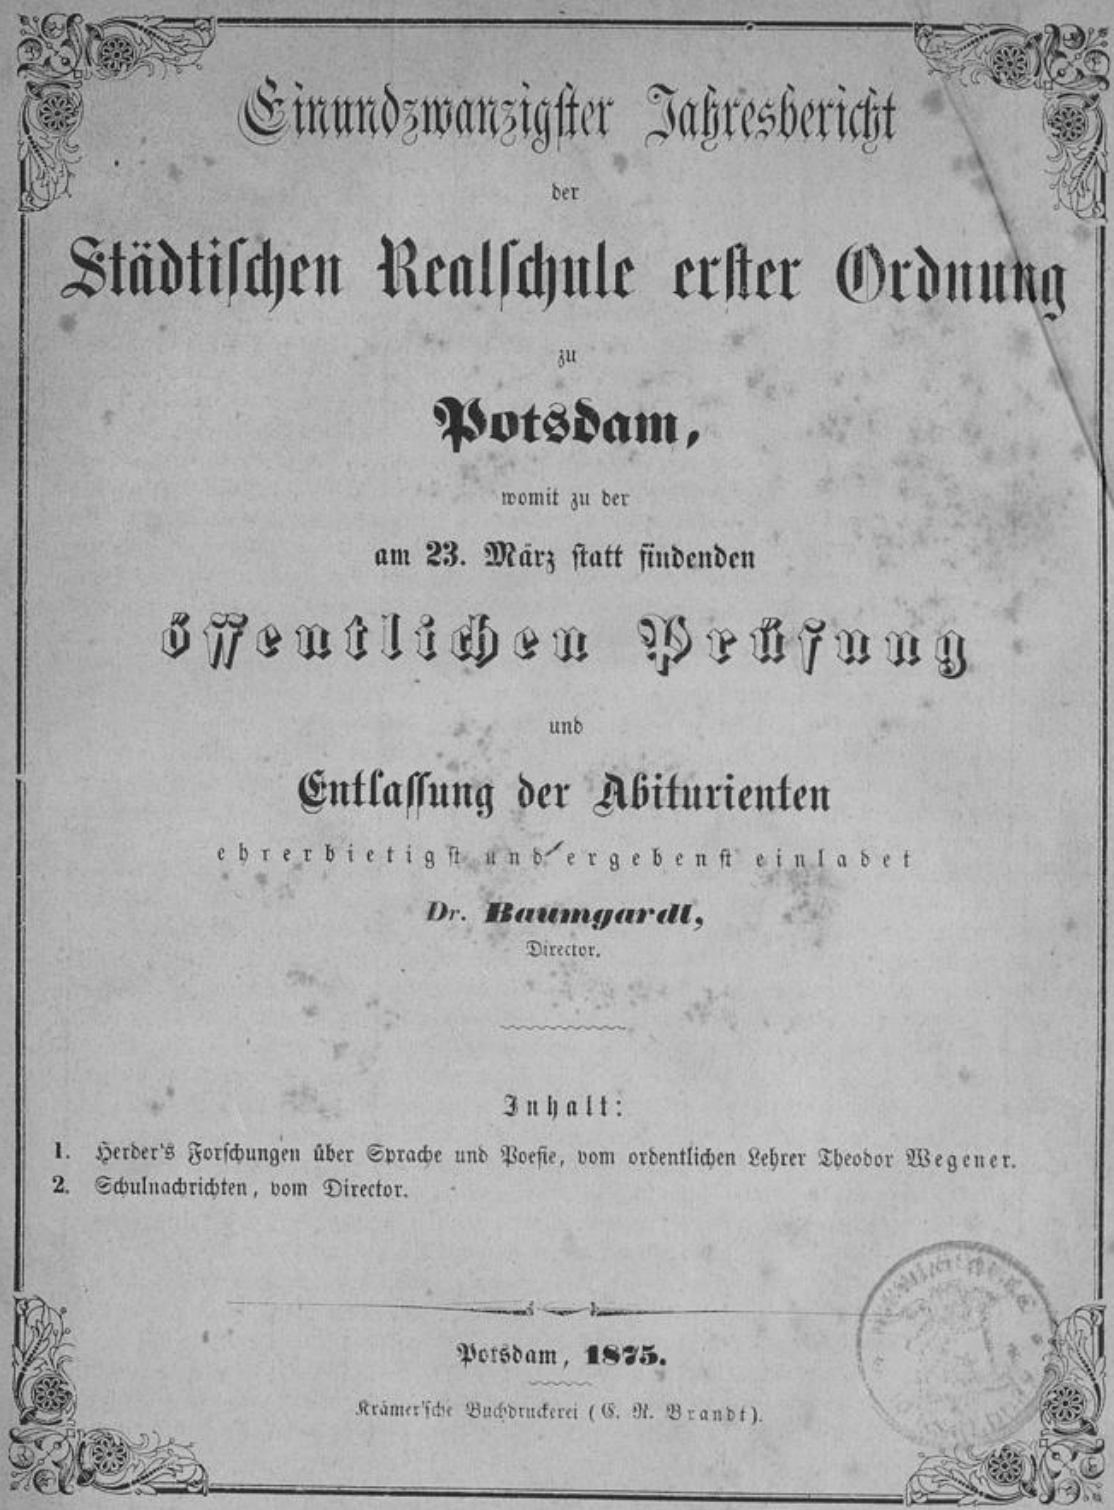 Einundzwanzigster Jahresbericht
der
Städtischen Realschule erster Ordnung
zu
Potsdam,
womit zu der
am 23. März statt findenden
öffentlichen Prüfung
und
Entlassung der Abiturienten
ehrerbietigst und ergebenst einladet
Dr. Baumgardt,
Director.
Inhalt:
1. Herder's Forschungen über Sprache und Poesie, vom ordentlichen Lehrer Theodor Wegener.
2. Schulnachrichten, vom Director.
Potsdam, 1875.
Krämer'sche Buchdruckerei (E. R. Brandt).